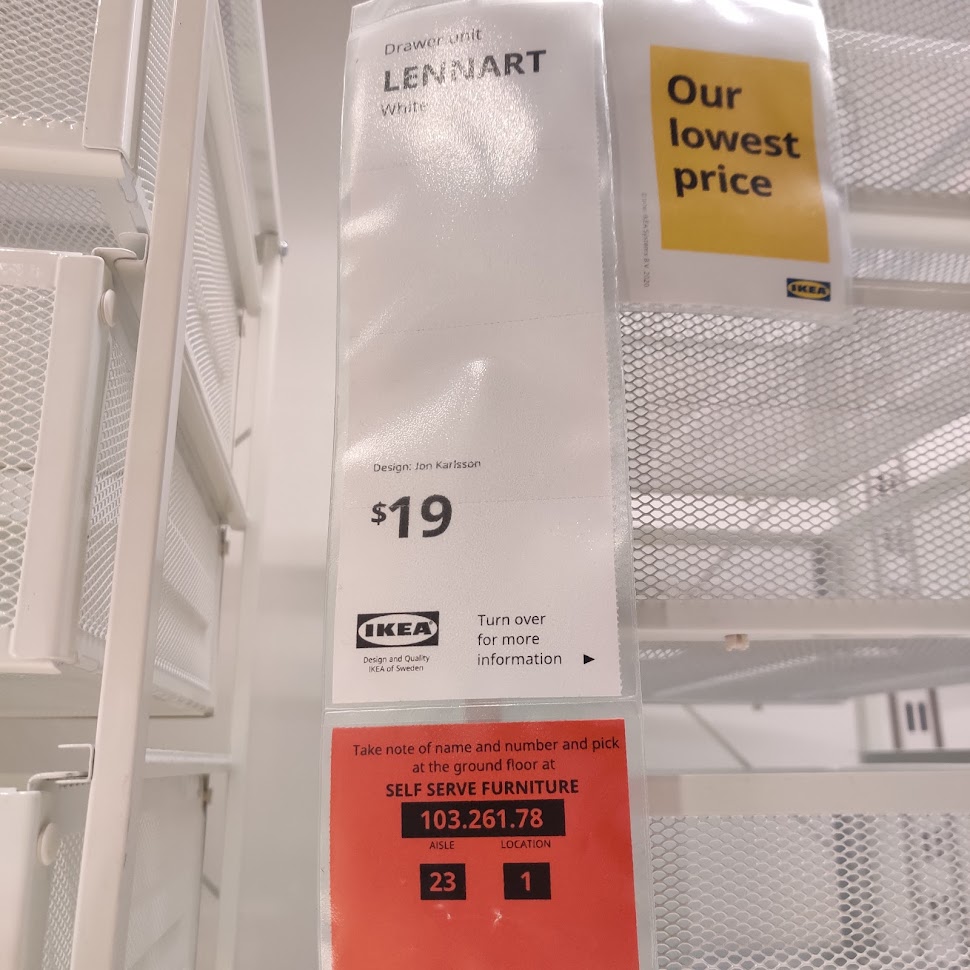 Drawer unit
LENNART
White
Design: Jon Karlsson
$19
IKEA
Design and Quality
IKEA of Sweden
Turn over
for more
information
Our
lowest
price
IKEA
Take note of name and number and pick
at the ground floor at
SELF SERVE FURNITURE
103.261.78
AISLE LOCATION
23 1